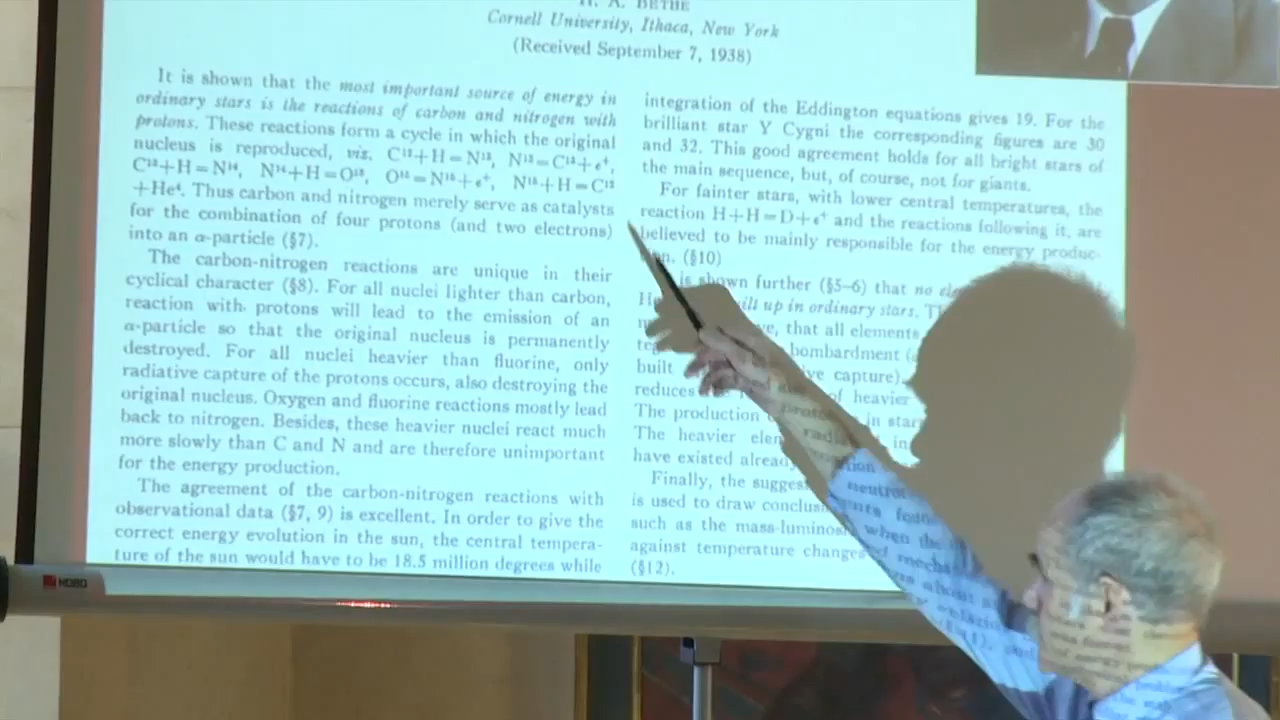 H. A. BETHE
Cornell University, Ithaca, New York
(Received September 7, 1938)
It is shown that the most important source of energy in
ordinary stars is the reactions of carbon and nitrogen with
protons. These reactions form a cycle in which the original
nucleus is reproduced, viz. C¹²+H=N¹³, N¹³=C¹³+ϵ⁺,
C¹³+H=N¹⁴, N¹⁴+H=O¹⁵, O¹⁵=N¹⁵+ϵ⁺, N¹⁵+H=C¹²
+He⁴. Thus carbon and nitrogen merely serve as catalysts
for the combination of four protons (and two electrons)
into an α-particle (§7).
The carbon-nitrogen reactions are unique in their
cyclical character (§8). For all nuclei lighter than carbon,
reaction with protons will lead to the emission of an
α-particle so that the original nucleus is permanently
destroyed. For all nuclei heavier than fluorine, only
radiative capture of the protons occurs, also destroying the
original nucleus. Oxygen and fluorine reactions mostly lead
back to nitrogen. Besides, these heavier nuclei react much
more slowly than C and N and are therefore unimportant
for the energy production.
The agreement of the carbon-nitrogen reactions with
observational data (§7, 9) is excellent. In order to give the
correct energy evolution in the sun, the central tempera-
ture of the sun would have to be 18.5 million degrees while
integration of the Eddington equations gives 19. For the
brilliant star Y Cygni the corresponding figures are 30
and 32. This good agreement holds for all bright stars of
the main sequence, but, of course, not for giants.
For fainter stars, with lower central temperatures, the
reaction H+H=D+ϵ⁺ and the reactions following it, are
believed to be mainly responsible for the energy produc-
(§10)
is shown further (§5-6) that no
built up in ordinary stars.
that all elements
bombardment
built capture)
reduces of heavier
The production in
The heavier
have existed already
Finally, the
is used to draw
such as the
against temperature
(§12).
NOBO